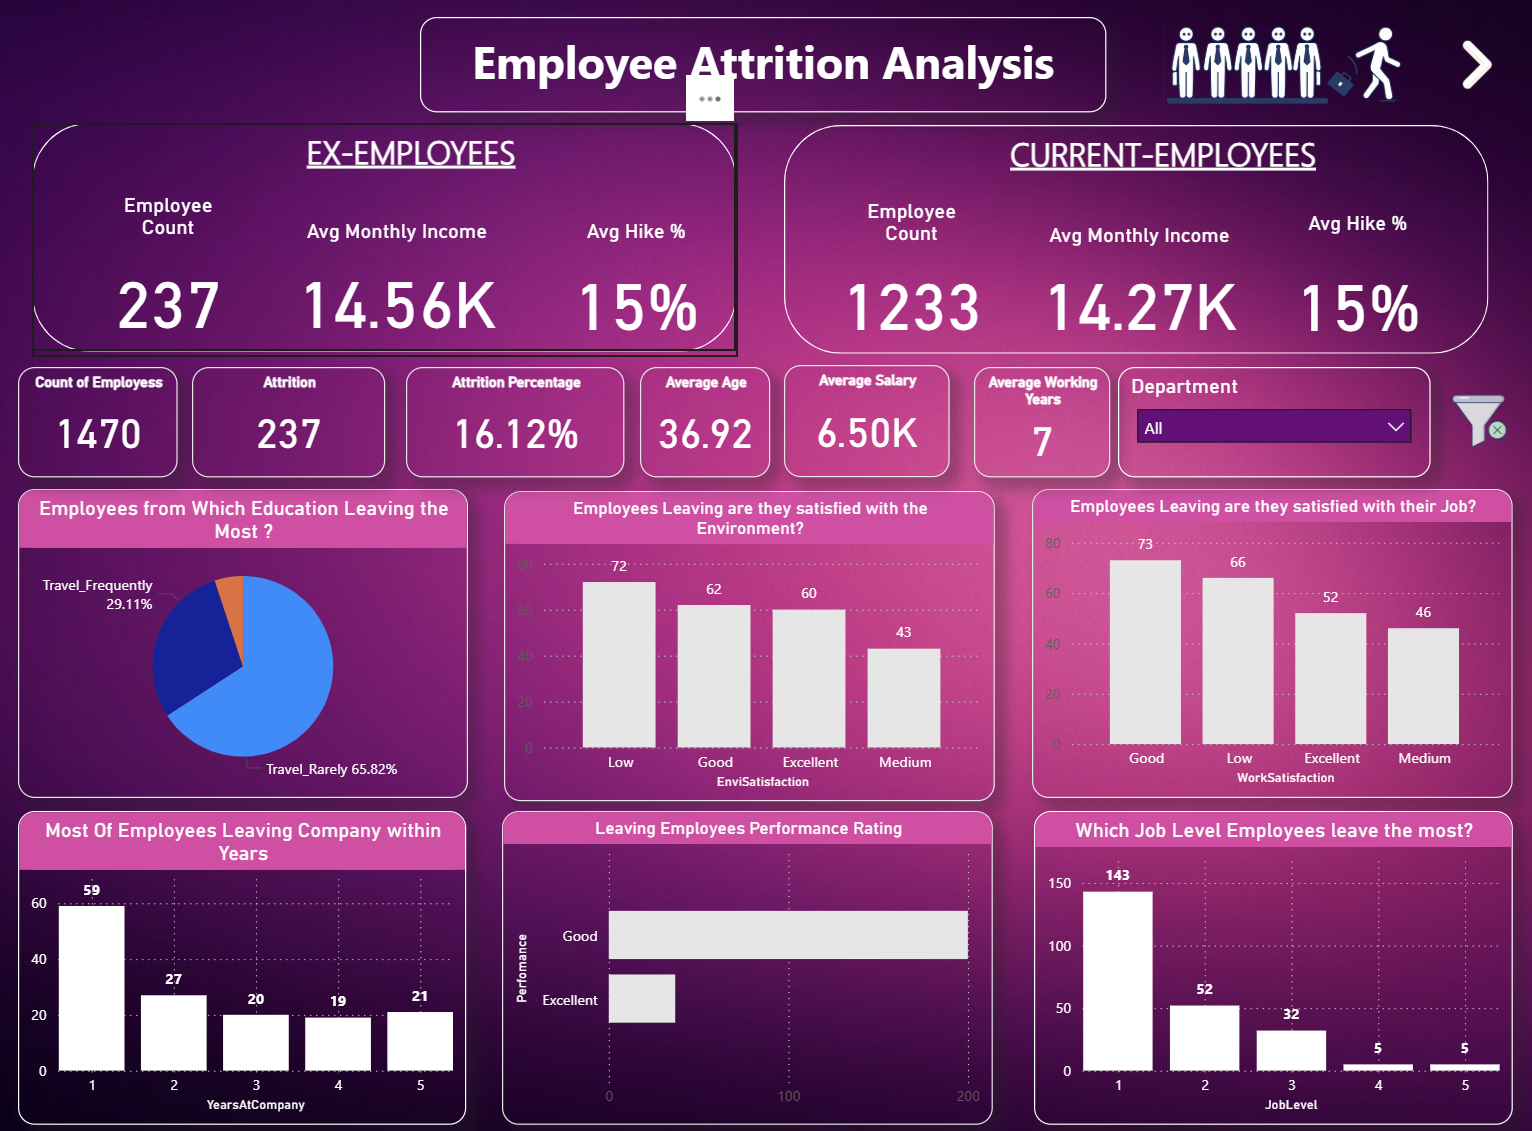 Employee Attrition Analysis
EX-EMPLOYEES
Employee
Count
Avg Monthly Income
Avg Hike %
237
14.56K
15%
CURRENT-EMPLOYEES
Employee
Count
Avg Monthly Income
Avg Hike %
1233
14.27K
15%
Count of Employess
1470
Attrition
237
Attrition Percentage
16.12%
Average Age
36.92
Average Salary
6.50K
Average Working
Years
7
Department
All
Employees from Which Education Leaving the
Most ?
Travel_Frequently
29.11%
Travel_Rarely 65.82%
Employees Leaving are they satisfied with the
Environment?
80
60
40
20
0
72
62
60
43
Low
Good
Excellent
Medium
EnviSatisfaction
Employees Leaving are they satisfied with their Job?
80
60
40
20
0
73
66
52
46
Good
Low
Excellent
Medium
WorkSatisfaction
Most Of Employees Leaving Company within
Years
60
40
20
0
59
27
20
19
21
1
2
3
4
5
YearsAtCompany
Leaving Employees Performance Rating
Perfomance
Good
Excellent
0
100
200
Which Job Level Employees leave the most?
150
100
50
0
143
52
32
5
5
1
2
3
4
5
JobLevel